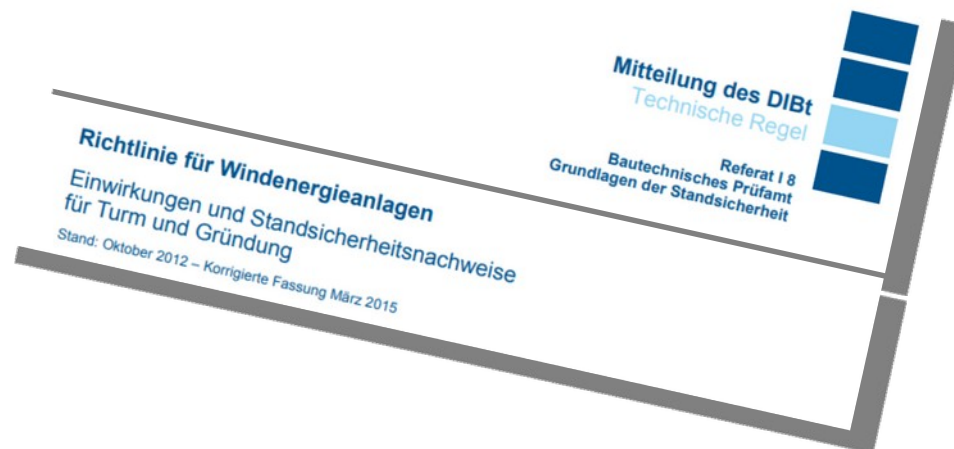 Mitteilung des DIBt
Technische Regel
Referat I 8
Bautechnisches Prüfamt
Grundlagen der Standsicherheit
Richtlinie für Windenergieanlagen
Einwirkungen und Standsicherheitsnachweise
für Turm und Gründung
Stand: Oktober 2012 – Korrigierte Fassung März 2015